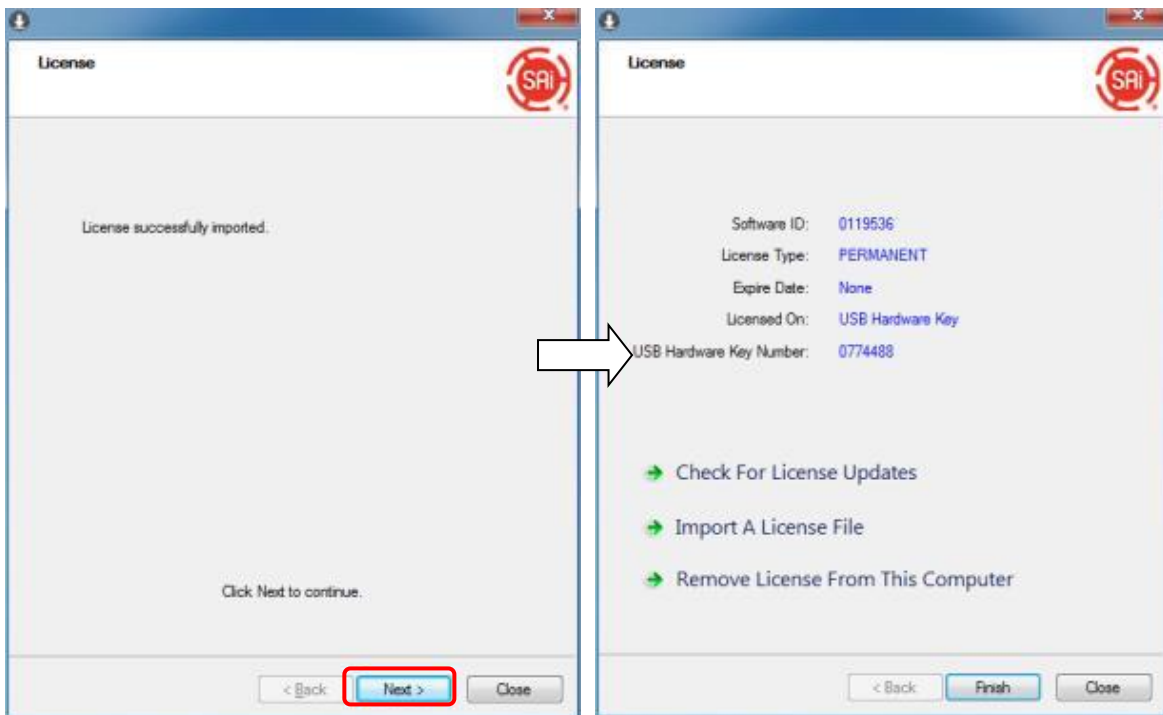 License
SAi
License successfully imported.
Click Next to continue.
< Back
Next >
Close
License
SAi
Software ID: 0119536
License Type: PERMANENT
Expire Date: None
Licensed On: USB Hardware Key
USB Hardware Key Number: 0774488
Check For License Updates
Import A License File
Remove License From This Computer
< Back
Finish
Close